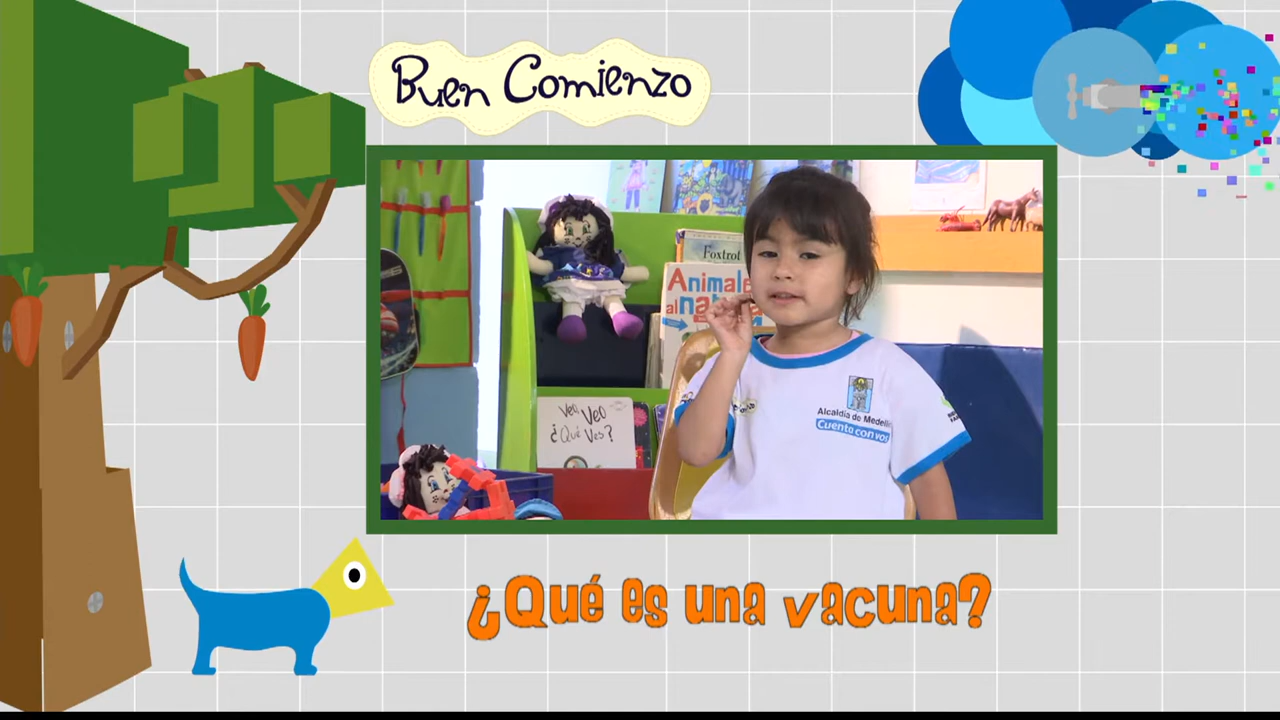 Buen Comienzo
Foxtrot
Animale
al natura
Veo Veo
¿Qué Ves?
Alcaldía de Medell
Cuenta con vos
¿Qué es una vacuna?